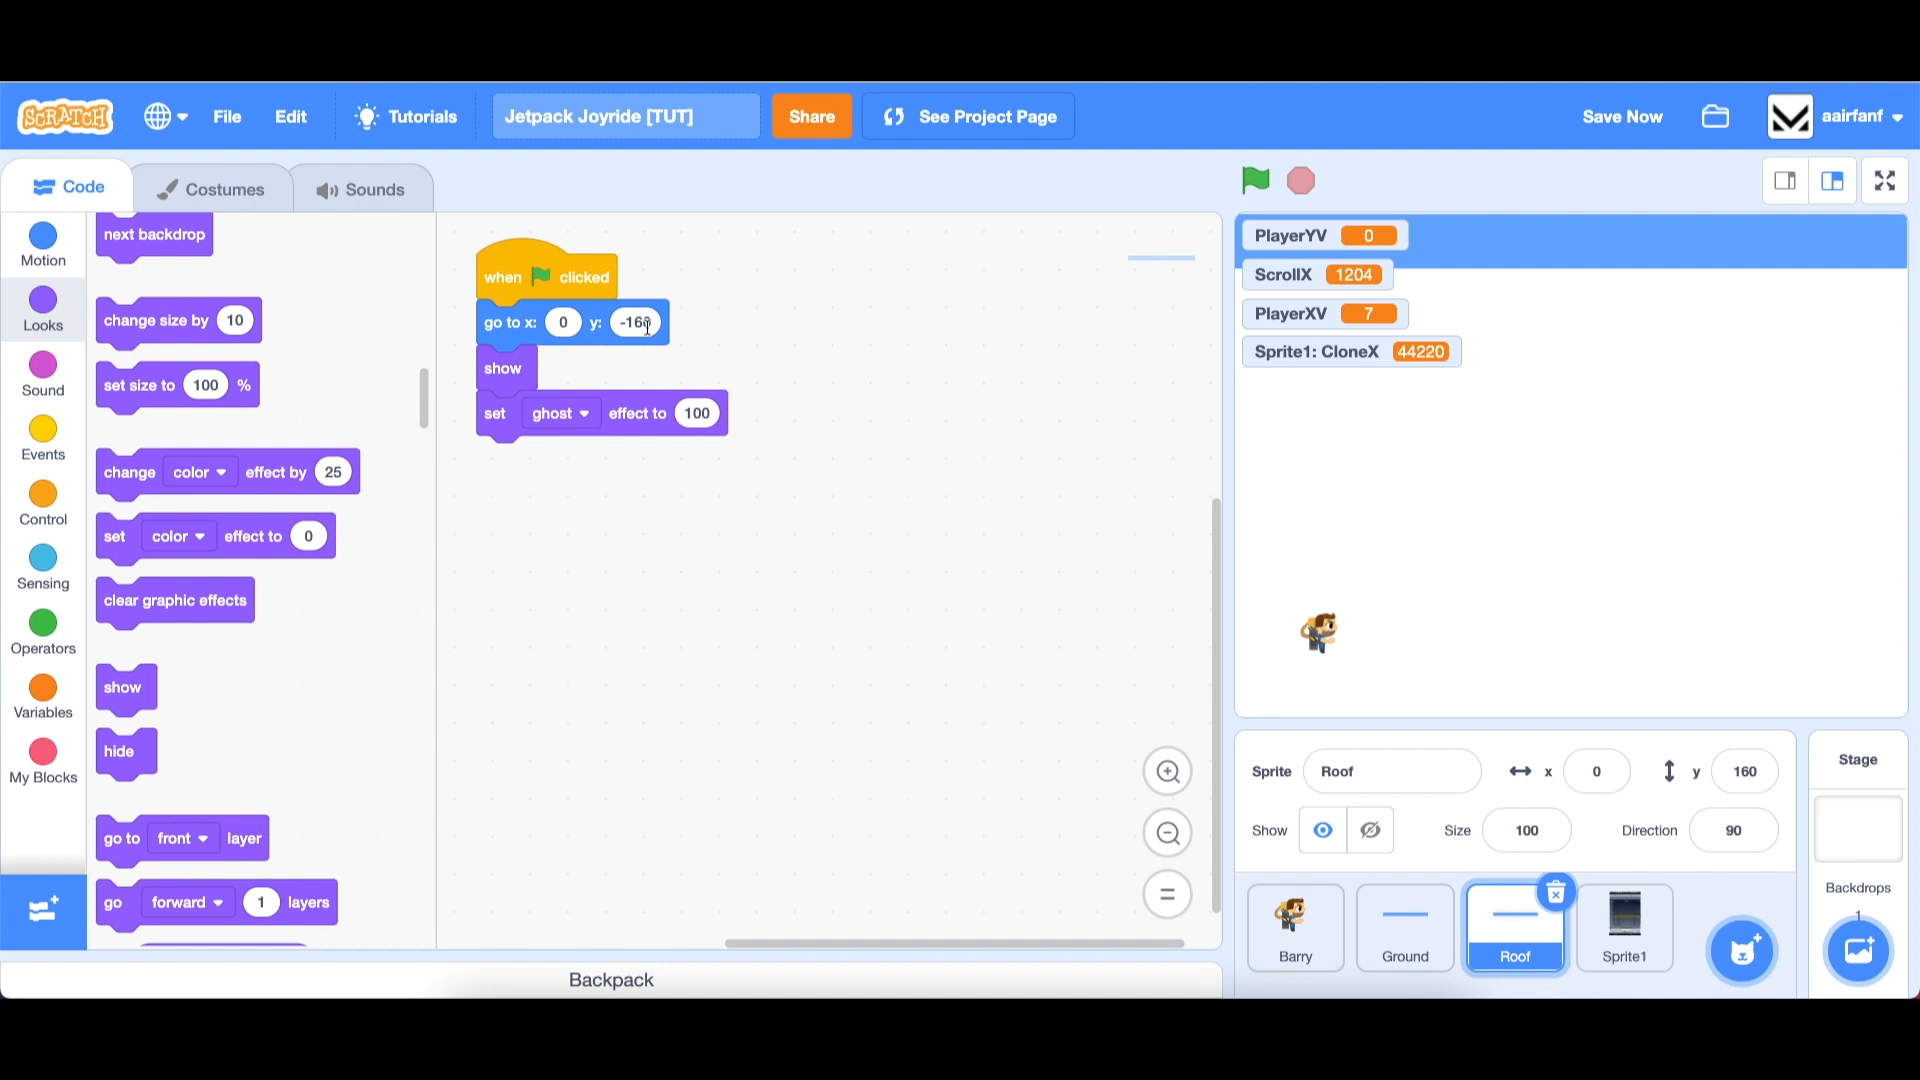 SCRATCH File Edit Tutorials Jetpack Joyride [TUT] Share See Project Page Save Now aairfanf
Code Costumes Sounds
Motion
Looks
Sound
Events
Control
Sensing
Operators
Variables
My Blocks
next backdrop
change size by 10
set size to 100 %
change color effect by 25
set color effect to 0
clear graphic effects
show
hide
go to front layer
go forward 1 layers
when clicked
go to x: 0 y:
show
set ghost effect to 100
Backpack
PlayerYV 0
ScrollX 1204
PlayerXV 7
Sprite1: CloneX 44220
Sprite Roof x 0 y 160
Show Size 100 Direction 90
Barry Ground Roof Sprite1
Stage
Backdrops
1